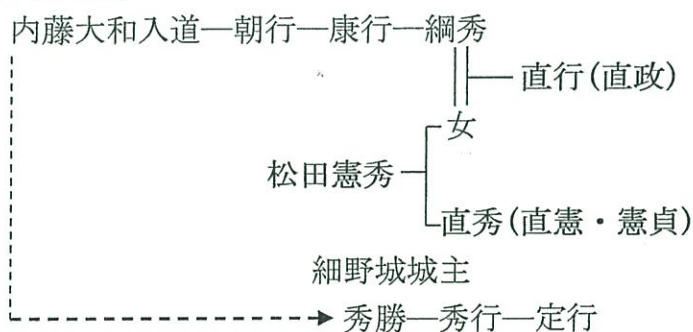 内藤大和入道―朝行―康行―綱秀
直行(直政)
女
松田憲秀
直秀(直憲・憲貞)
細野城城主
秀勝―秀行―定行